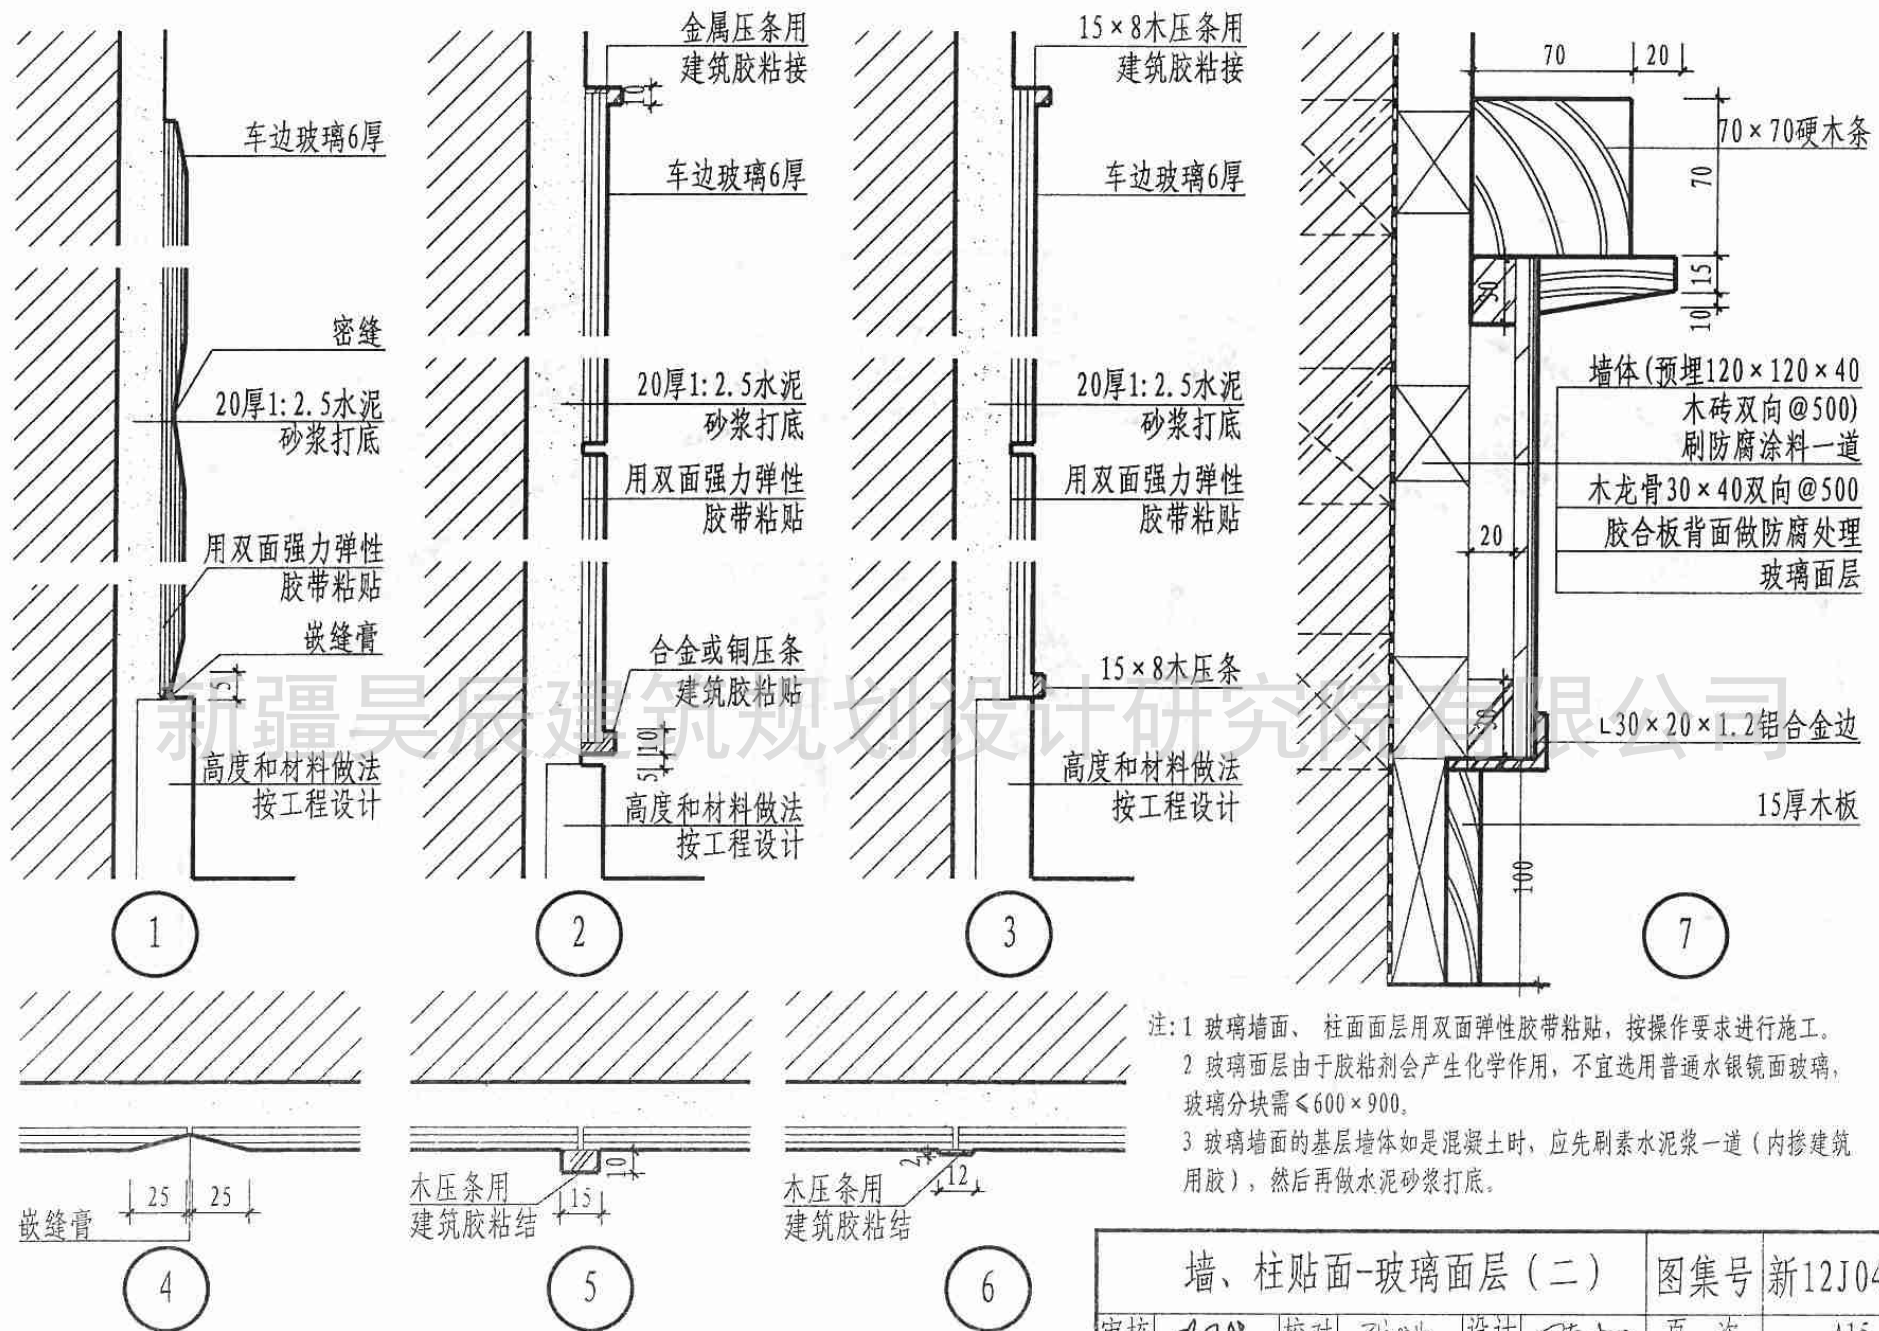 车边玻璃6厚
密缝
20厚1:2.5水泥
砂浆打底
用双面强力弹性
胶带粘贴
嵌缝膏
15
高度和材料做法
按工程设计
1
金属压条用
建筑胶粘接
10
车边玻璃6厚
20厚1:2.5水泥
砂浆打底
用双面强力弹性
胶带粘贴
合金或铜压条
建筑胶粘贴
10
5
高度和材料做法
按工程设计
2
15×8木压条用
建筑胶粘接
车边玻璃6厚
20厚1:2.5水泥
砂浆打底
用双面强力弹性
胶带粘贴
15×8木压条
高度和材料做法
按工程设计
3
70
20
70×70硬木条
70
15
10
30
墙体(预埋120×120×40
木砖双向@500)
刷防腐涂料一道
木龙骨30×40双向@500
胶合板背面做防腐处理
玻璃面层
20
30
L30×20×1.2铝合金边
15厚木板
100
7
新疆昊辰建筑规划设计研究院有限公司
25
25
嵌缝膏
4
木压条用
建筑胶粘结
15
10
5
木压条用
建筑胶粘结
2
12
6
注:1 玻璃墙面、 柱面面层用双面弹性胶带粘贴，按操作要求进行施工。
2 玻璃面层由于胶粘剂会产生化学作用，不宜选用普通水银镜面玻璃，
玻璃分块需≤600×900。
3 玻璃墙面的基层墙体如是混凝土时，应先刷素水泥浆一道（内掺建筑
用胶），然后再做水泥砂浆打底。
墙、柱贴面-玻璃面层（二）
图集号
新12J04
审核
校对
设计
页 次